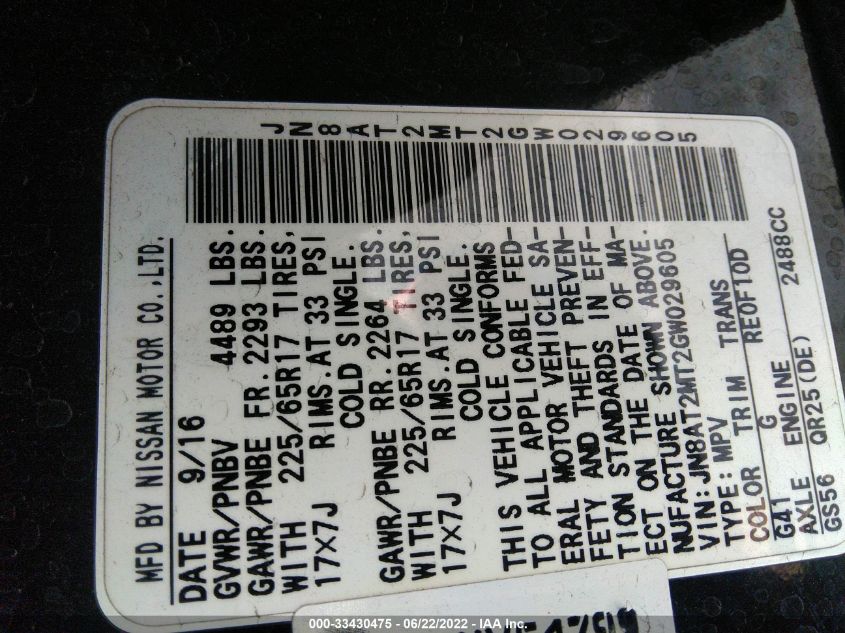 JN8AT2MT2GW029605
MFD BY NISSAN MOTOR CO.,LTD.
DATE 9/16
GVWR/PNBV 4489 LBS.
GAWR/PNBE FR. 2293 LBS.
WITH 225/65R17 TIRES,
17×7J RIMS.AT 33 PSI
COLD SINGLE.
GAWR/PNBE RR. 2264 LBS.
WITH 225/65R17 TIRES,
17×7J RIMS.AT 33 PSI
COLD SINGLE.
THIS VEHICLE CONFORMS
TO ALL APPLICABLE FED-
ERAL MOTOR VEHICLE SA-
FETY AND THEFT PREVEN-
TION STANDARDS IN EFF-
ECT ON THE DATE OF MA-
NUFACTURE SHOWN ABOVE.
VIN:JN8AT2MT2GW029605
TYPE:MPV
COLOR TRIM TRANS
G41 G RE0F10D
AXLE ENGINE
GS56 QR25(DE) 2488CC
000-33430475 - 06/22/2022 - IAA Inc.